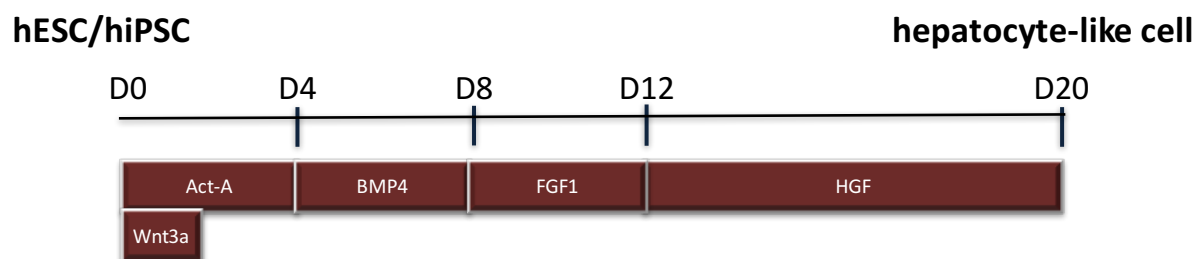 hESC/hiPSC hepatocyte-like cell
D0 D4 D8 D12 D20
Act-A BMP4 FGF1 HGF
Wnt3a